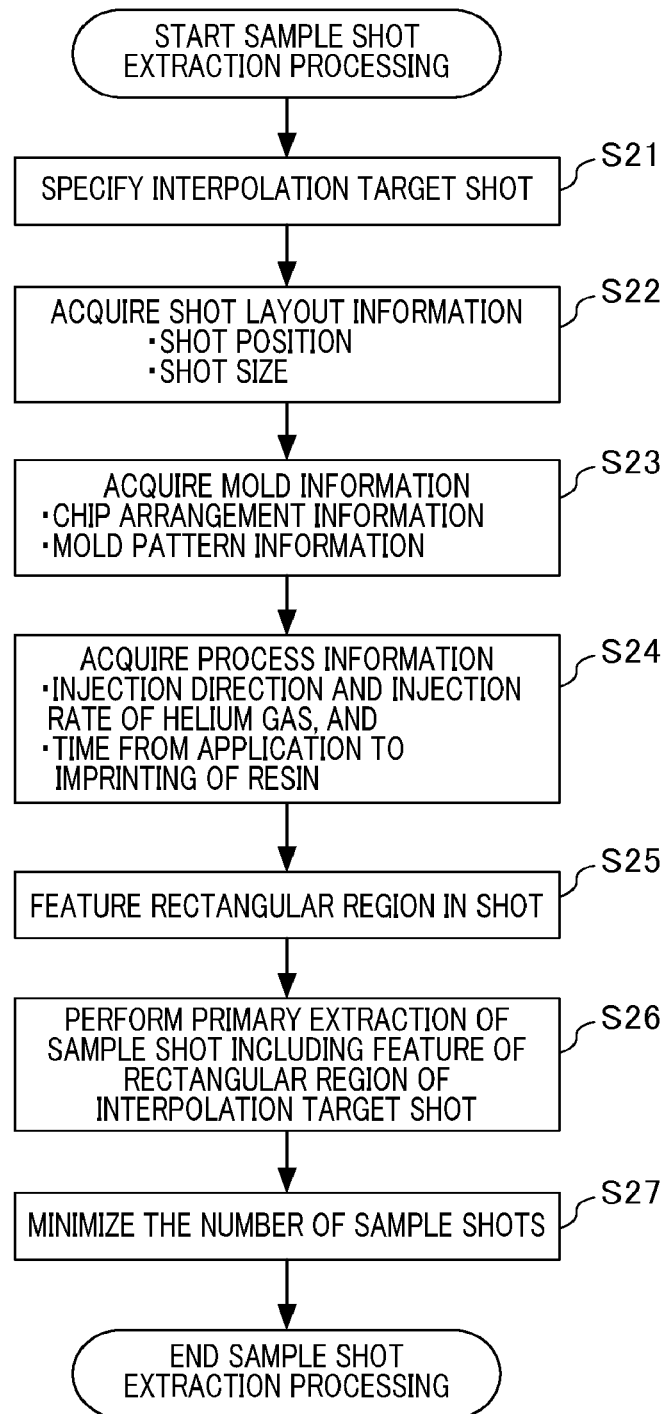 START SAMPLE SHOT
EXTRACTION PROCESSING
S21
SPECIFY INTERPOLATION TARGET SHOT
S22
ACQUIRE SHOT LAYOUT INFORMATION
・SHOT POSITION
・SHOT SIZE
S23
ACQUIRE MOLD INFORMATION
・CHIP ARRANGEMENT INFORMATION
・MOLD PATTERN INFORMATION
S24
ACQUIRE PROCESS INFORMATION
・INJECTION DIRECTION AND INJECTION
RATE OF HELIUM GAS, AND
・TIME FROM APPLICATION TO
IMPRINTING OF RESIN
S25
FEATURE RECTANGULAR REGION IN SHOT
S26
PERFORM PRIMARY EXTRACTION OF
SAMPLE SHOT INCLUDING FEATURE OF
RECTANGULAR REGION OF
INTERPOLATION TARGET SHOT
S27
MINIMIZE THE NUMBER OF SAMPLE SHOTS
END SAMPLE SHOT
EXTRACTION PROCESSING